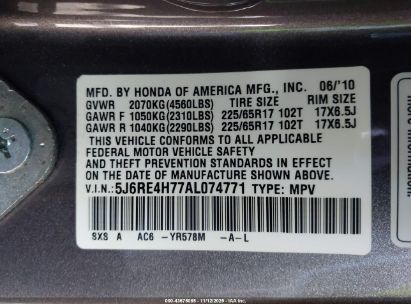 MFD. BY HONDA OF AMERICA MFG., INC. 06/'10
GVWR 2070KG(4560LBS) TIRE SIZE RIM SIZE
GAWR F 1050KG(2310LBS) 225/65R17 102T 17X6.5J
GAWR R 1040KG(2290LBS) 225/65R17 102T 17X6.5J
THIS VEHICLE CONFORMS TO ALL APPLICABLE
FEDERAL MOTOR VEHICLE SAFETY AND
THEFT PREVENTION STANDARDS IN EFFECT ON
THE DATE OF MANUFACTURE SHOWN ABOVE.
V.I.N: 5J6RE4H77AL074771 TYPE: MPV
SXS A AC6 -YR578M -A-L